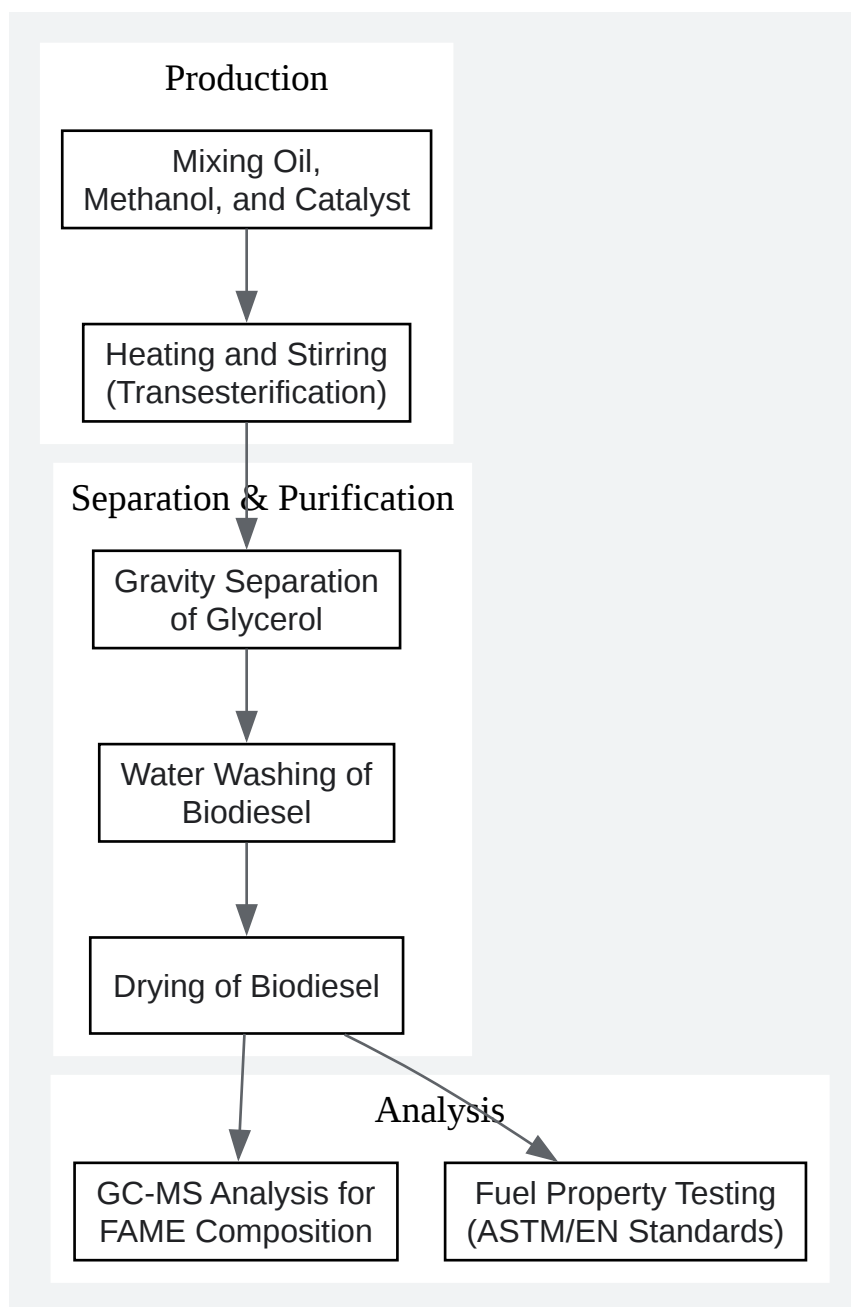 Production
Mixing Oil,
Methanol, and Catalyst
Heating and Stirring
(Transesterification)
Separation & Purification
Gravity Separation
of Glycerol
Water Washing of
Biodiesel
Drying of Biodiesel
Analysis
GC-MS Analysis for
FAME Composition
Fuel Property Testing
(ASTM/EN Standards)